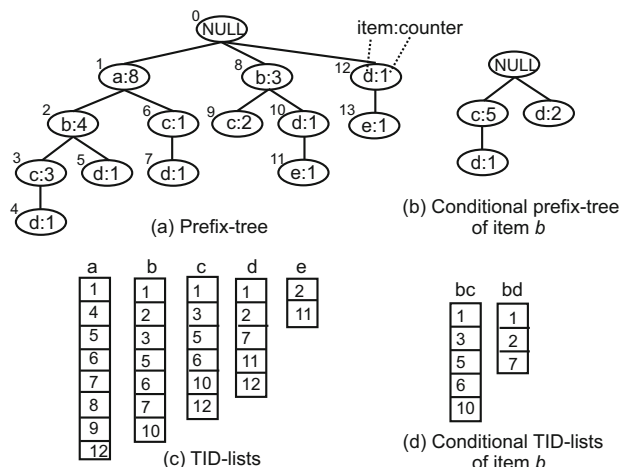 0
NULL
item:counter
1
a:8
8
b:3
12
d:1
NULL
2
b:4
6
c:1
9
c:2
10
d:1
13
e:1
c:5
d:2
3
c:3
5
d:1
7
d:1
11
e:1
d:1
4
d:1
(a) Prefix-tree
(b) Conditional prefix-tree
of item b
a
b
c
d
e
1
4
5
6
7
8
9
12
1
2
3
5
6
7
10
1
3
5
6
10
12
1
2
7
11
12
2
11
bc
bd
1
3
5
6
10
1
2
7
(c) TID-lists
(d) Conditional TID-lists
of item b